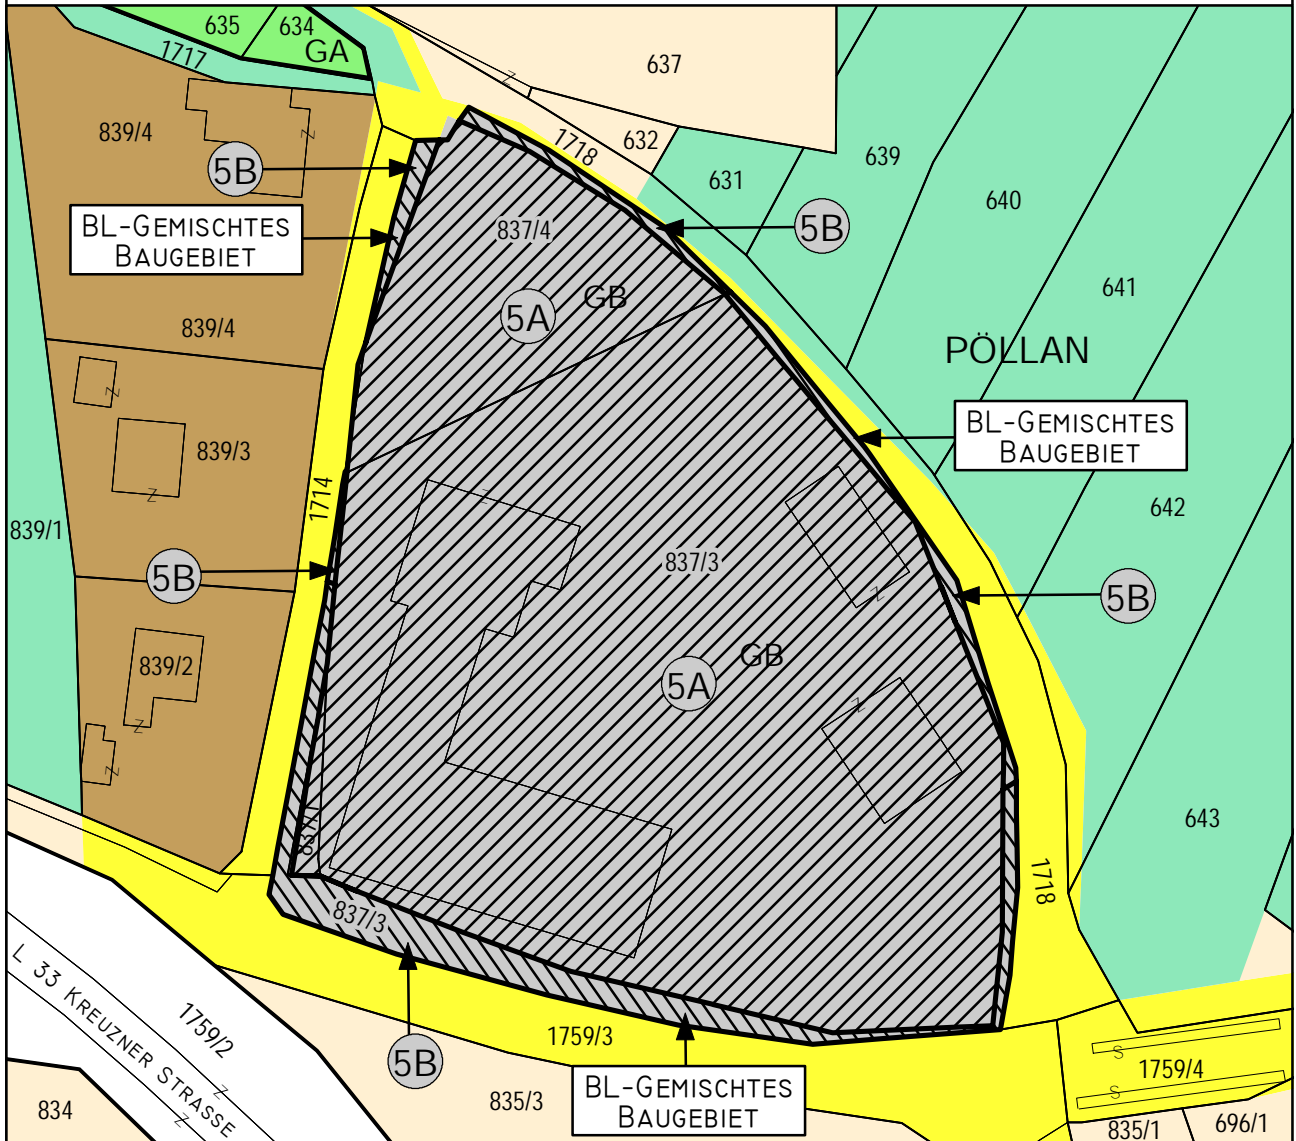 635
634
GA
1717
637
839/4
632
1718
639
631
640
5B
BL-GEMISCHTES
BAUGEBIET
837/4
5B
641
GB
5A
839/4
PÖLLAN
BL-GEMISCHTES
BAUGEBIET
839/3
1714
642
839/1
837/3
5B
5B
839/2
GB
5A
643
837/1
1718
837/3
L 33 KREUZNER STRASSE
1759/2
1759/3
5B
1759/4
BL-GEMISCHTES
BAUGEBIET
834
835/3
835/1
696/1
Z
Z
Z
Z
Z
Z
Z
Z
Z
Z
S
S